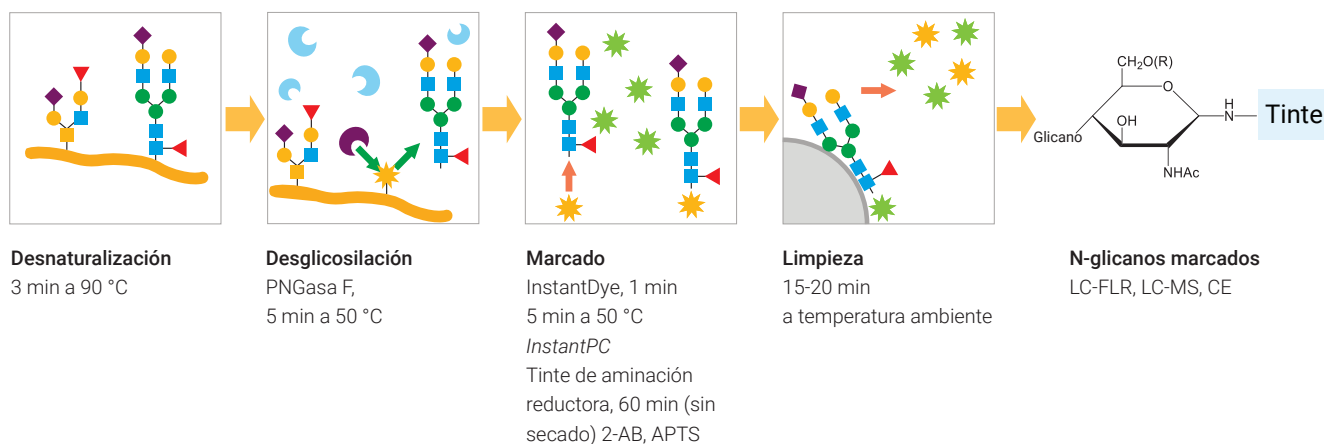 Desnaturalización
3 min a 90 °C
Desglicosilación
PNGasa F,
5 min a 50 °C
Marcado
InstantDye, 1 min
5 min a 50 °C
InstantPC
Tinte de aminación
reductora, 60 min (sin
secado) 2-AB, APTS
Limpieza
15-20 min
a temperatura ambiente
CH₂O(R)
O
OH
Glicano
NHAc
H
N
Tinte
N-glicanos marcados
LC-FLR, LC-MS, CE